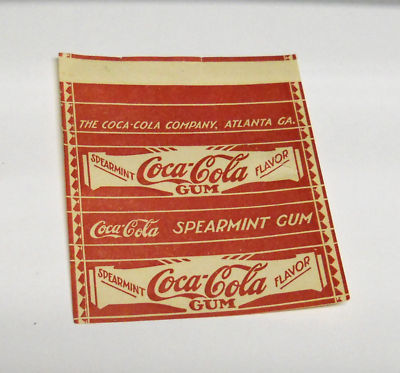 THE COCA-COLA COMPANY, ATLANTA GA.
SPEARMINT Coca-Cola FLAVOR
GUM
Coca-Cola SPEARMINT GUM
SPEARMINT Coca-Cola FLAVOR
GUM